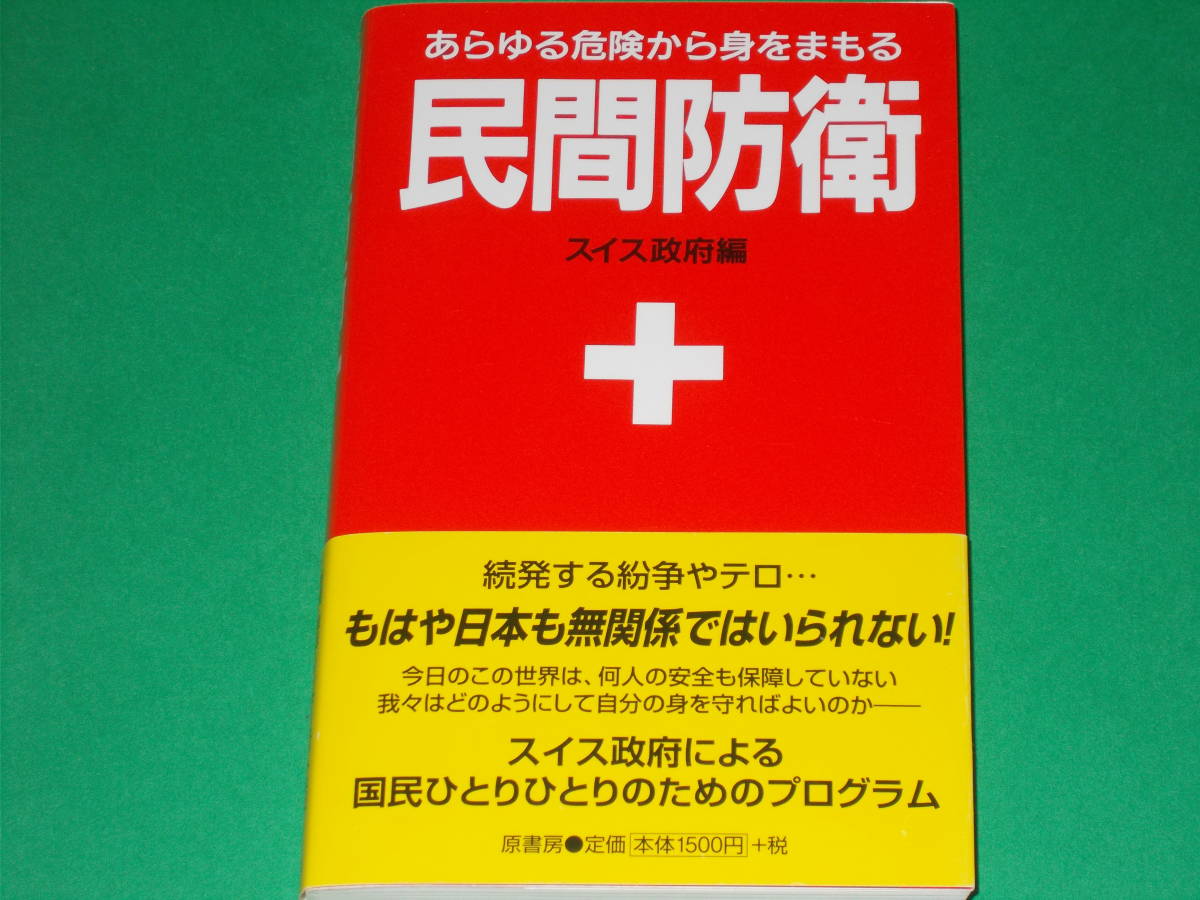 あらゆる危険から身をまもる
民間防衛
スイス政府編
続発する紛争やテロ…
もはや日本も無関係ではいられない!
今日のこの世界は、何人の安全も保障していない
我々はどのようにして自分の身を守ればよいのか——
スイス政府による
国民ひとりひとりのためのプログラム
原書房●定価 本体1500円 +税